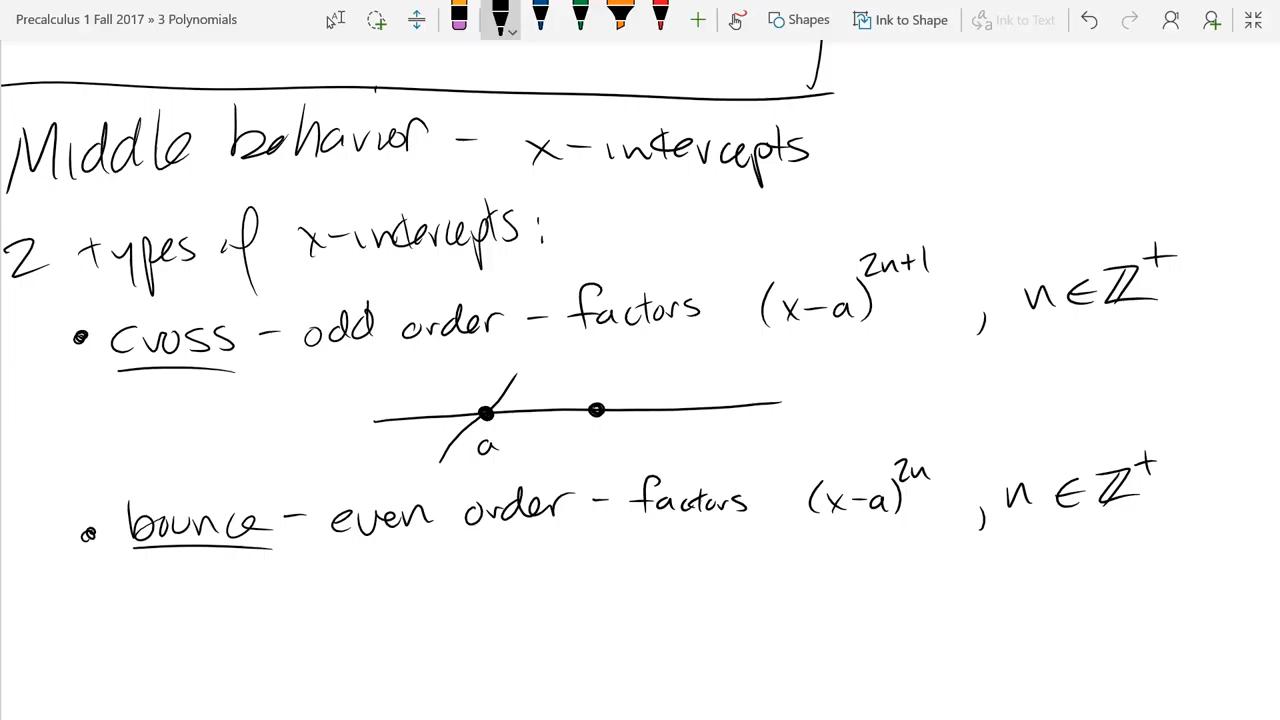 Precalculus 1 Fall 2017 » 3 Polynomials
Shapes
Ink to Shape
Ink to Text
Middle behavior - x-intercepts
2 types of x-intercepts:
• cross - odd order - factors (x-a)^{2n+1}, n∈ℤ^+
a
• bounce - even order - factors (x-a)^{2n}, n∈ℤ^+